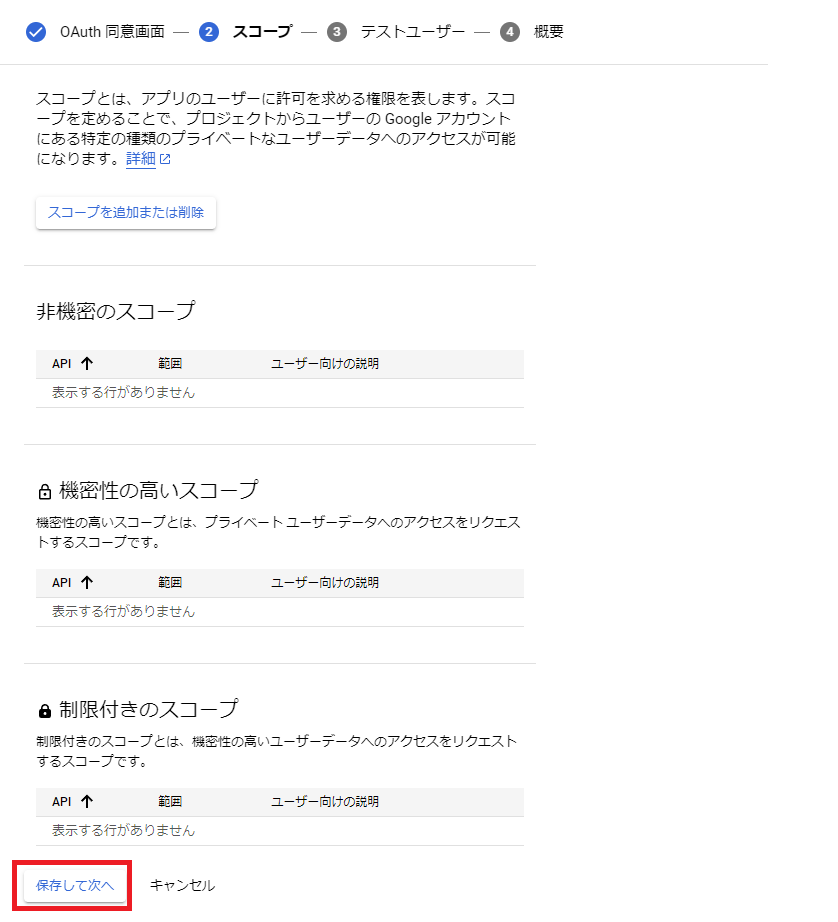 OAuth 同意画面 — 2 スコープ — 3 テストユーザー — 4 概要
スコープとは、アプリのユーザーに許可を求める権限を表します。スコ
ープを定めることで、プロジェクトからユーザーの Google アカウント
にある特定の種類のプライベートなユーザーデータへのアクセスが可能
になります。詳細
スコープを追加または削除
非機密のスコープ
API 範囲 ユーザー向けの説明
表示する行がありません
機密性の高いスコープ
機密性の高いスコープとは、プライベート ユーザーデータへのアクセスをリクエス
トするスコープです。
API 範囲 ユーザー向けの説明
表示する行がありません
制限付きのスコープ
制限付きのスコープとは、機密性の高いユーザーデータへのアクセスをリクエスト
するスコープです。
API 範囲 ユーザー向けの説明
表示する行がありません
保存して次へ キャンセル